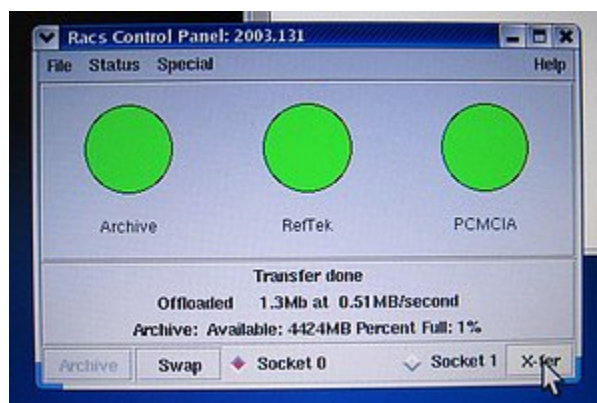 Racs Control Panel: 2003.131
File Status Special Help
Archive RefTek PCMCIA
Transfer done
Offloaded 1.3Mb at 0.51MB/second
Archive: Available: 4424MB Percent Full: 1%
Archive Swap Socket 0 Socket 1 X-fer